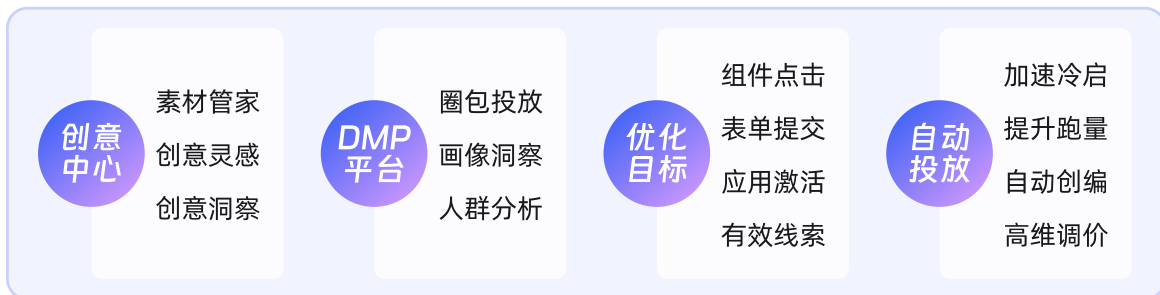 创意
中心
素材管家
创意灵感
创意洞察
DMP
平台
圈包投放
画像洞察
人群分析
优化
目标
组件点击
表单提交
应用激活
有效线索
自动
投放
加速冷启
提升跑量
自动创编
高维调价